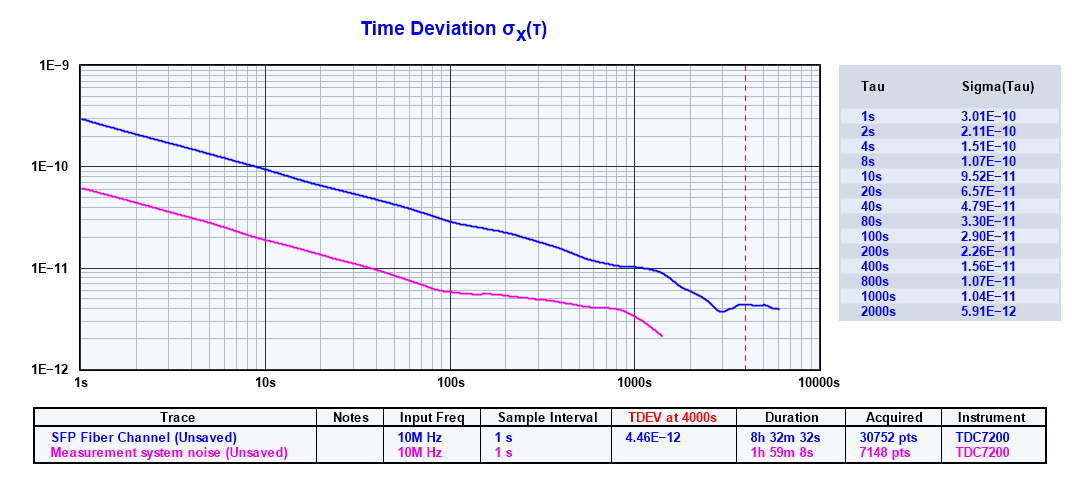 Time Deviation σx(τ)
1E-9
1E-10
1E-11
1E-12
1s 10s 100s 1000s 10000s
Tau Sigma(Tau)
1s 3.01E-10
2s 2.11E-10
4s 1.51E-10
8s 1.07E-10
10s 9.52E-11
20s 6.57E-11
40s 4.79E-11
80s 3.30E-11
100s 2.90E-11
200s 2.26E-11
400s 1.56E-11
800s 1.07E-11
1000s 1.04E-11
2000s 5.91E-12
Trace Notes Input Freq Sample Interval TDEV at 4000s Duration Acquired Instrument
SFP Fiber Channel (Unsaved) 10M Hz 1 s 4.46E-12 8h 32m 32s 30752 pts TDC7200
Measurement system noise (Unsaved) 10M Hz 1 s 1h 59m 8s 7148 pts TDC7200